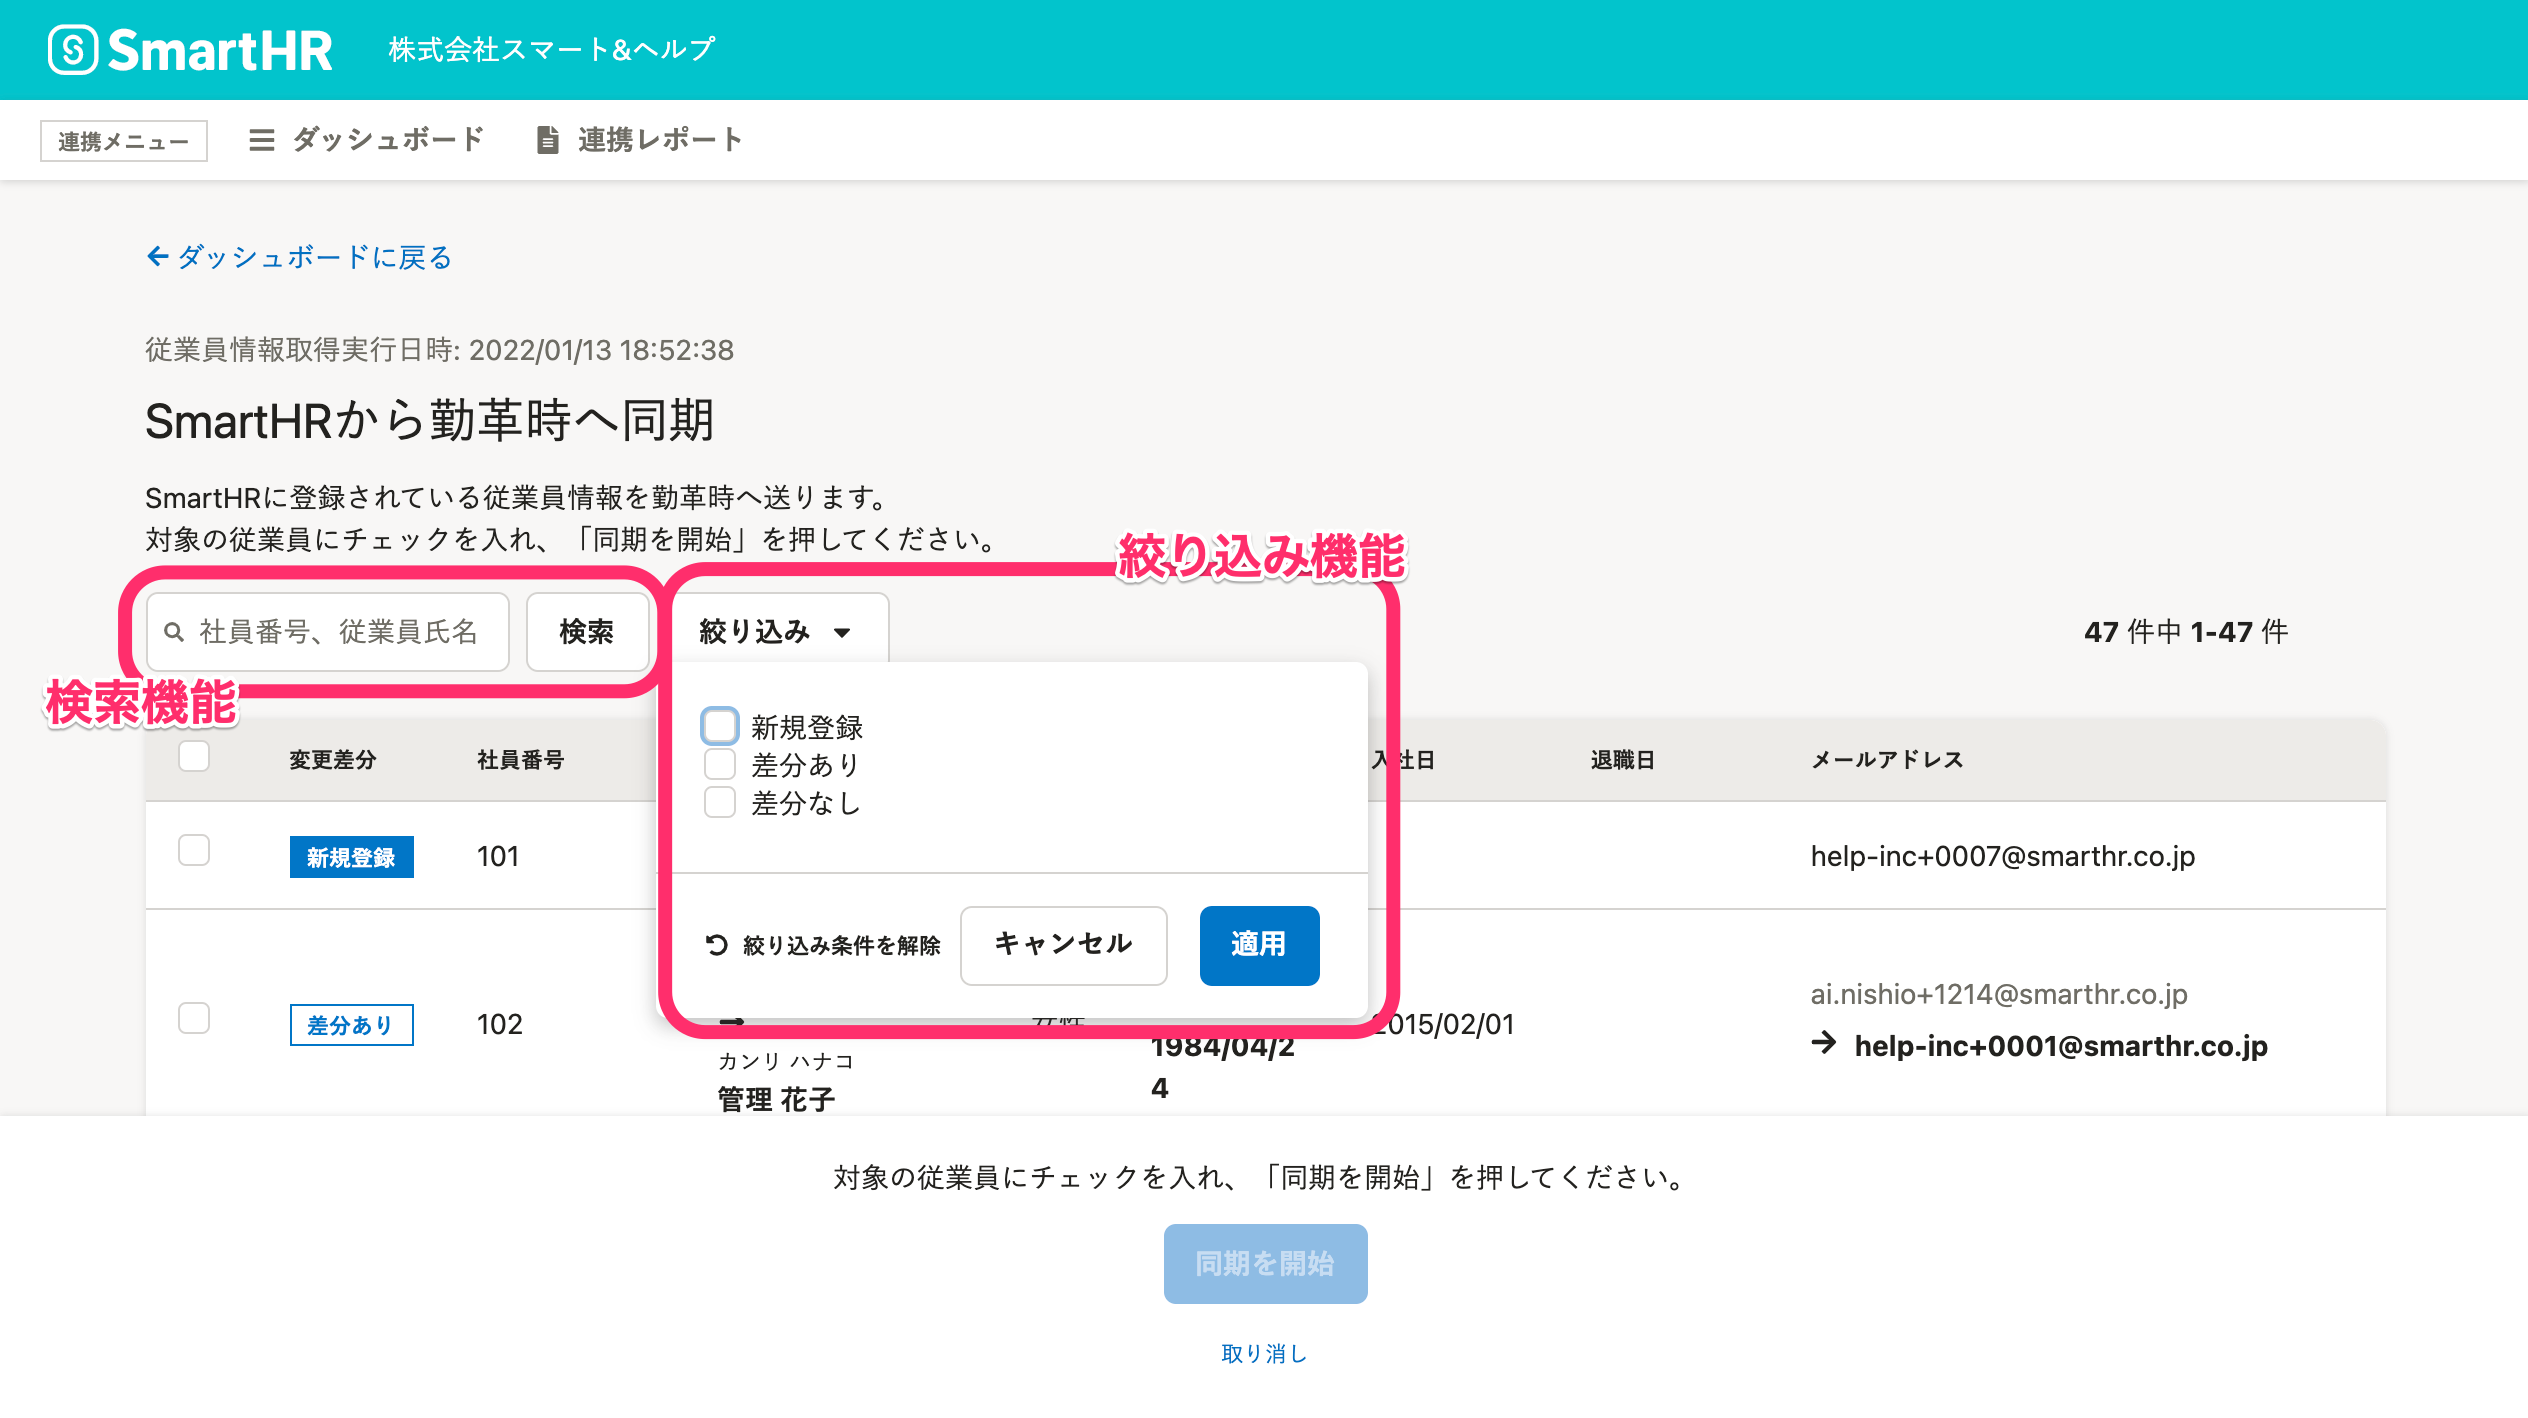 SmartHR 株式会社スマート&ヘルプ
連携メニュー ダッシュボード 連携レポート
ダッシュボードに戻る
従業員情報取得実行日時: 2022/01/13 18:52:38
SmartHRから勤革時へ同期
SmartHRに登録されている従業員情報を勤革時へ送ります。
対象の従業員にチェックを入れ、「同期を開始」を押してください。
絞り込み機能
社員番号、従業員氏名 検索 絞り込み 47 件中 1-47 件
検索機能
新規登録
差分あり
差分なし
変更差分 社員番号 入社日 退職日 メールアドレス
新規登録 101 help-inc+0007@smarthr.co.jp
絞り込み条件を解除 キャンセル 適用
ai.nishio+1214@smarthr.co.jp
差分あり 102 女性 2015/02/01
→ help-inc+0001@smarthr.co.jp
1984/04/2
4
カンリ ハナコ
管理 花子
対象の従業員にチェックを入れ、「同期を開始」を押してください。
同期を開始
取り消し